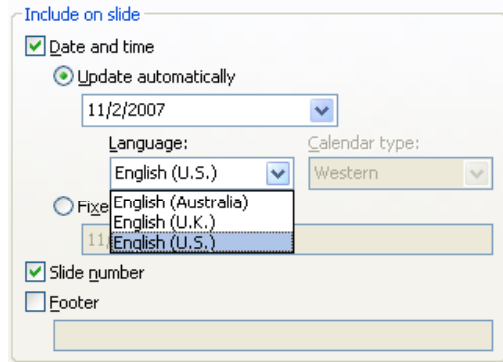 Include on slide
Date and time
Update automatically
11/2/2007
Language: Calendar type:
English (U.S.) Western
English (Australia)
English (U.K.)
English (U.S.)
Fixe
11/
Slide number
Footer